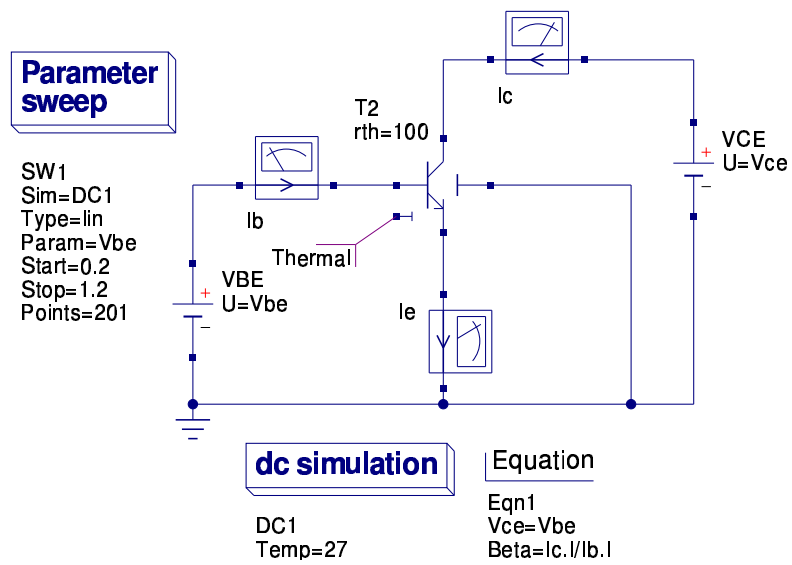 Parameter
sweep
SW1
Sim=DC1
Type=lin
Param=Vbe
Start=0.2
Stop=1.2
Points=201
Ic
T2
rth=100
VCE
U=Vce
+
−
Ib
Thermal
VBE
U=Vbe
+
−
Ie
dc simulation
DC1
Temp=27
Equation
Eqn1
Vce=Vbe
Beta=Ic.I/Ib.I